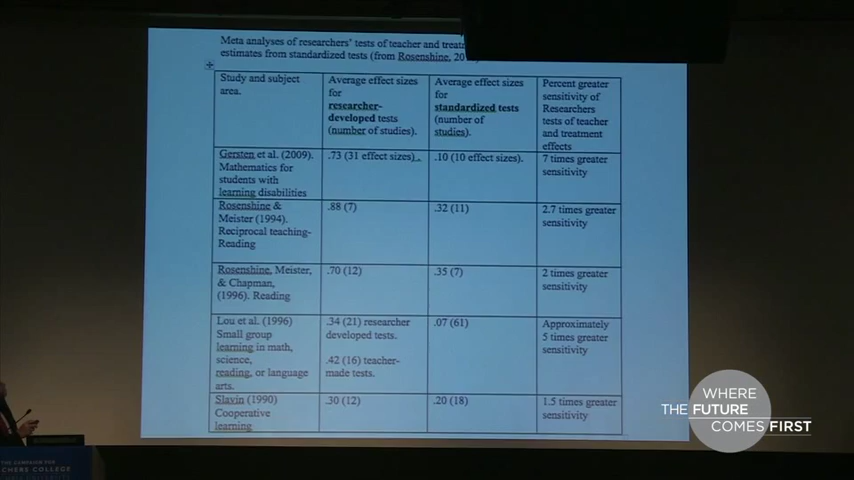 Meta analyses of researchers' tests of teacher and
estimates from standardized tests (from Rosenshine,
Study and subject
area.
Average effect sizes
for
researcher-
developed tests
(number of studies).
Average effect sizes
for
standardized tests
(number of
studies).
Percent greater
sensitivity of
Researchers
tests of teacher
and treatment
effects
Gersten et al. (2009).
Mathematics for
students with
learning disabilities
.73 (31 effect sizes).
.10 (10 effect sizes).
7 times greater
sensitivity
Rosenshine &
Meister (1994).
Reciprocal teaching-
Reading
.88 (7)
.32 (11)
2.7 times greater
sensitivity
Rosenshine, Meister,
& Chapman,
(1996). Reading
.70 (12)
.35 (7)
2 times greater
sensitivity
Lou et al. (1996)
Small group
learning in math,
science,
reading, or language
arts.
.34 (21) researcher
developed tests.
.42 (16) teacher-
made tests.
.07 (61)
Approximately
5 times greater
sensitivity
Slavin (1990)
Cooperative
learning
.30 (12)
.20 (18)
1.5 times greater
sensitivity
WHERE
THE FUTURE
COMES FIRST
THE CAMPAIGN FOR
COLLEGE